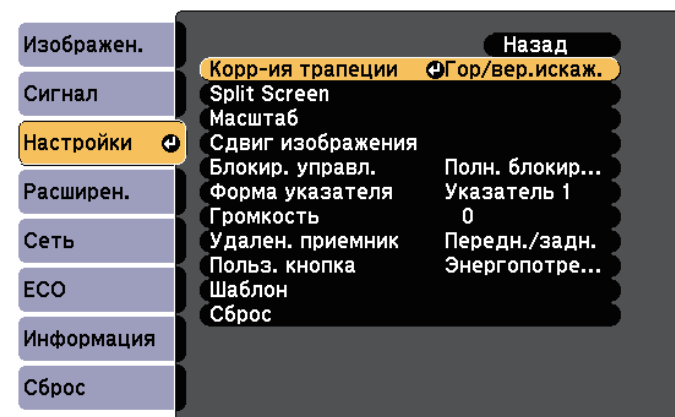 Изображен.
Сигнал
Настройки
Расширен.
Сеть
ECO
Информация
Сброс
Назад
Корр-ия трапеции Гор/вер.искаж.
Split Screen
Масштаб
Сдвиг изображения
Блокир. управл. Полн. блокир...
Форма указателя Указатель 1
Громкость 0
Удален. приемник Передн./задн.
Польз. кнопка Энергопотре...
Шаблон
Сброс